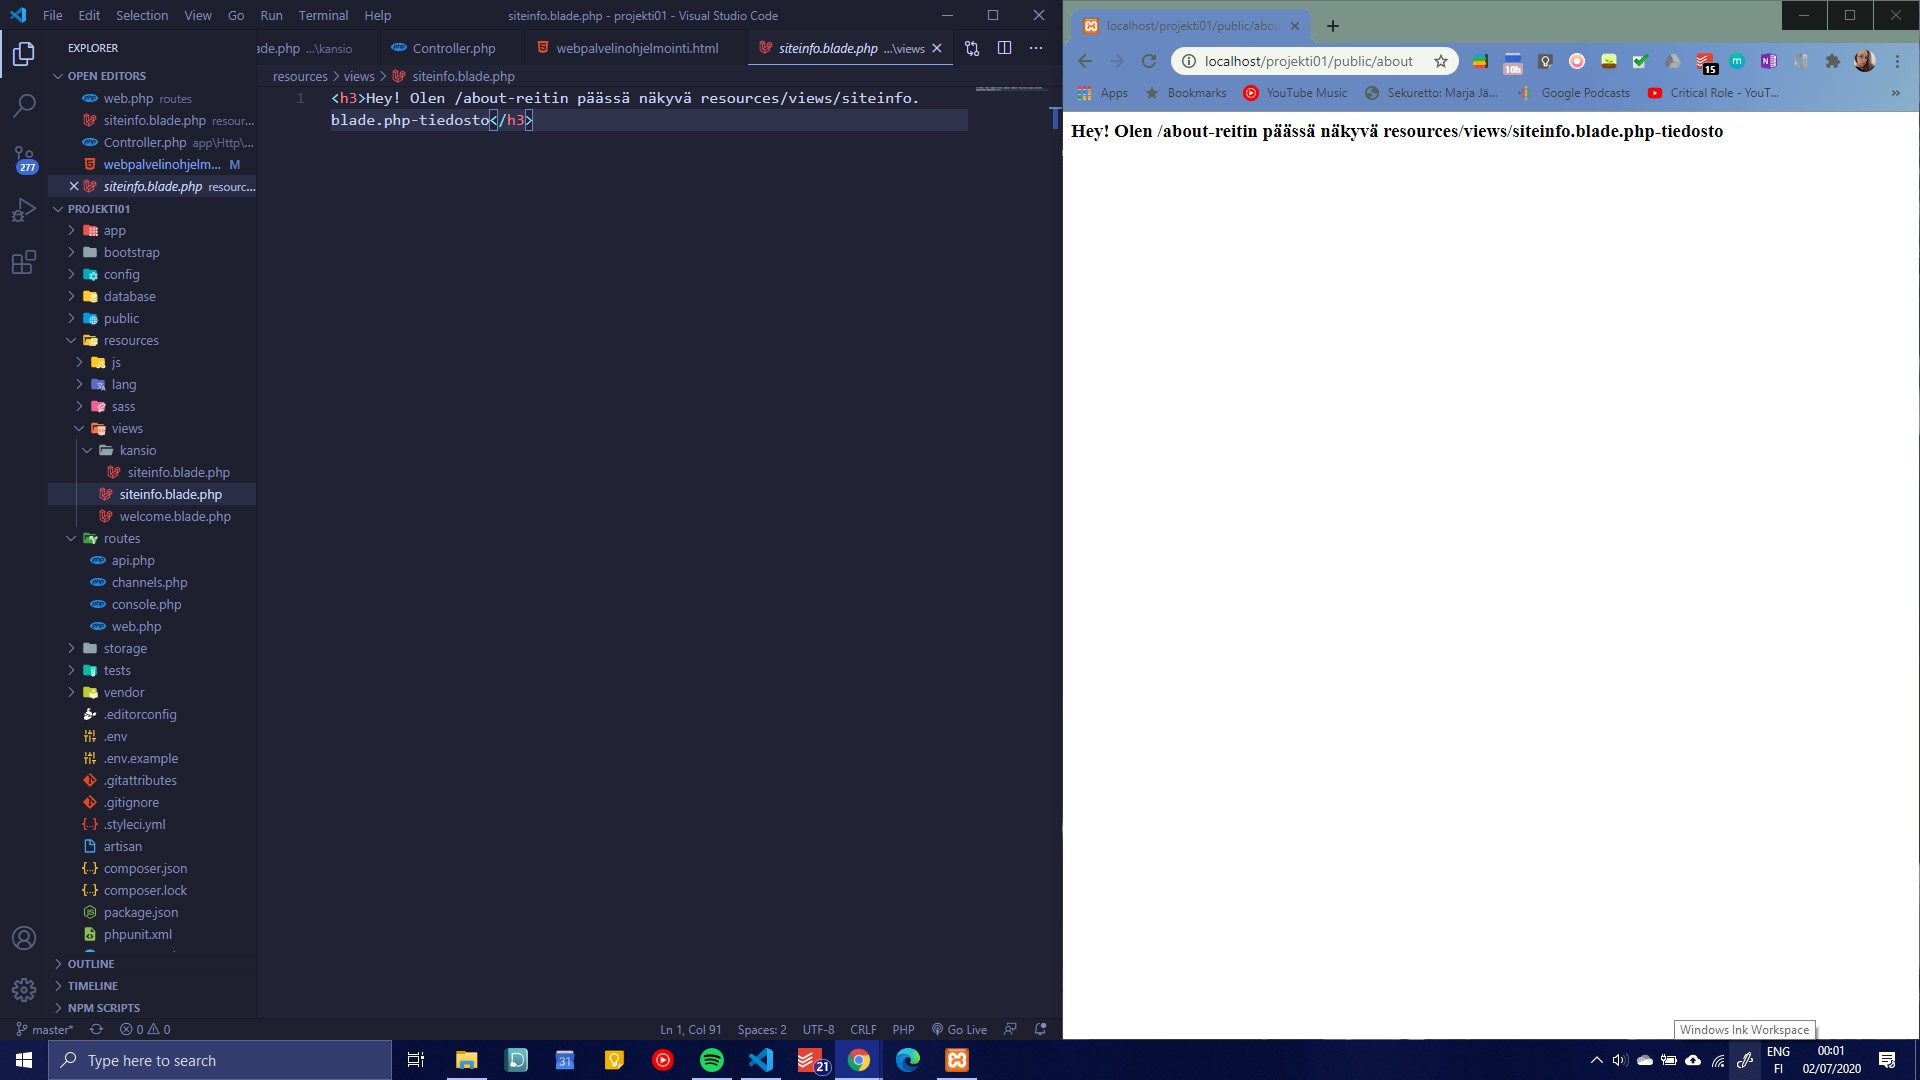 File Edit Selection View Go Run Terminal Help
siteinfo.blade.php - projekti01 - Visual Studio Code
EXPLORER
OPEN EDITORS
web.php routes
siteinfo.blade.php resour...
Controller.php app\Http\...
webpalvelinohjelm... M
siteinfo.blade.php resourc...
277
PROJEKTI01
app
bootstrap
config
database
public
resources
js
lang
sass
views
kansio
siteinfo.blade.php
siteinfo.blade.php
welcome.blade.php
routes
api.php
channels.php
console.php
web.php
storage
tests
vendor
.editorconfig
.env
.env.example
.gitattributes
.gitignore
.styleci.yml
artisan
composer.json
composer.lock
package.json
phpunit.xml
OUTLINE
TIMELINE
NPM SCRIPTS
ade.php ...\kansio
Controller.php
webpalvelinohjelmointi.html
siteinfo.blade.php ...\views
resources > views > siteinfo.blade.php
1 <h3>Hey! Olen /about-reitin päässä näkyvä resources/views/siteinfo.
blade.php-tiedosto</h3>
master* 0 0
Ln 1, Col 91 Spaces: 2 UTF-8 CRLF PHP Go Live
localhost/projekti01/public/abou
localhost/projekti01/public/about
10h
15
Apps Bookmarks YouTube Music Sekuretto: Marja Jä... Google Podcasts Critical Role - YouT... »
Hey! Olen /about-reitin päässä näkyvä resources/views/siteinfo.blade.php-tiedosto
Windows Ink Workspace
Type here to search
31
21
ENG
FI
00:01
02/07/2020